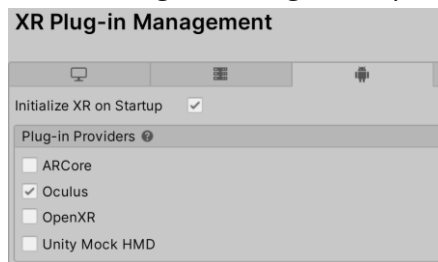 XR Plug-in Management
Initialize XR on Startup
Plug-in Providers
ARCore
Oculus
OpenXR
Unity Mock HMD